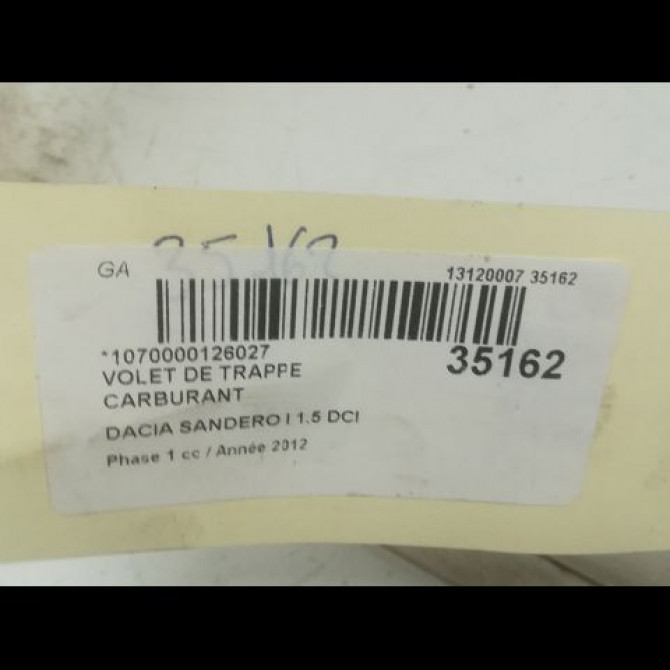 35162
GA
13120007 35162
*1070000126027
35162
VOLET DE TRAPPE
CARBURANT
DACIA SANDERO I 1.5 DCI
Phase 1 cc / Année 2012